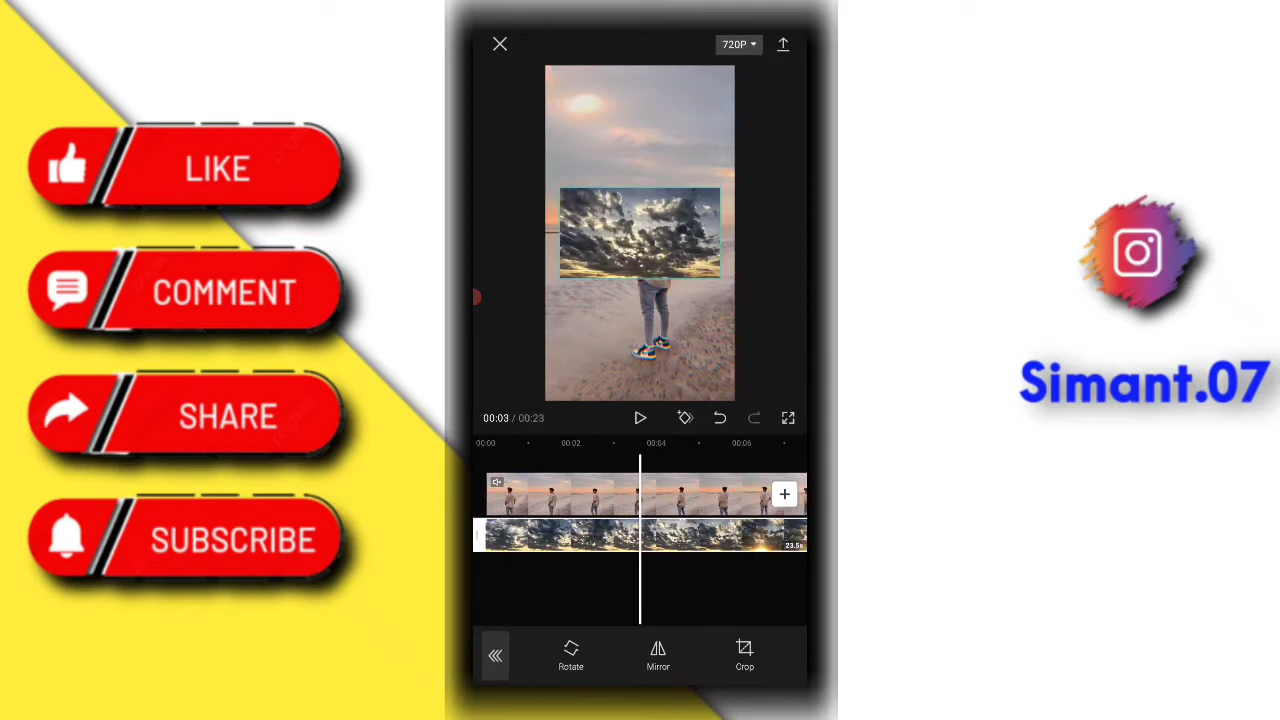 LIKE
COMMENT
SHARE
SUBSCRIBE
720P
00:03 / 00:23
00:00
00:02
00:04
00:06
23.5s
Rotate
Mirror
Crop
Simant.07